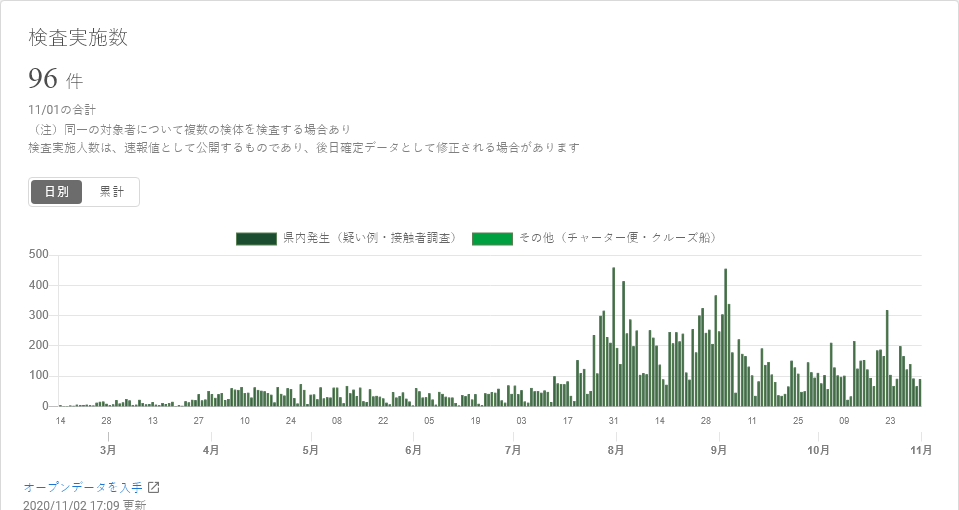 検査実施数
96 件
11/01の合計
（注）同一の対象者について複数の検体を検査する場合あり
検査実施人数は、速報値として公開するものであり、後日確定データとして修正される場合があります
日別 累計
県内発生（疑い例・接触者調査） その他（チャーター便・クルーズ船）
500
400
300
200
100
0
14 28 13 27 10 24 08 22 05 19 03 17 31 14 28 11 25 09 23
3月 4月 5月 6月 7月 8月 9月 10月 11月
オープンデータを入手
2020/11/02 17:09 更新